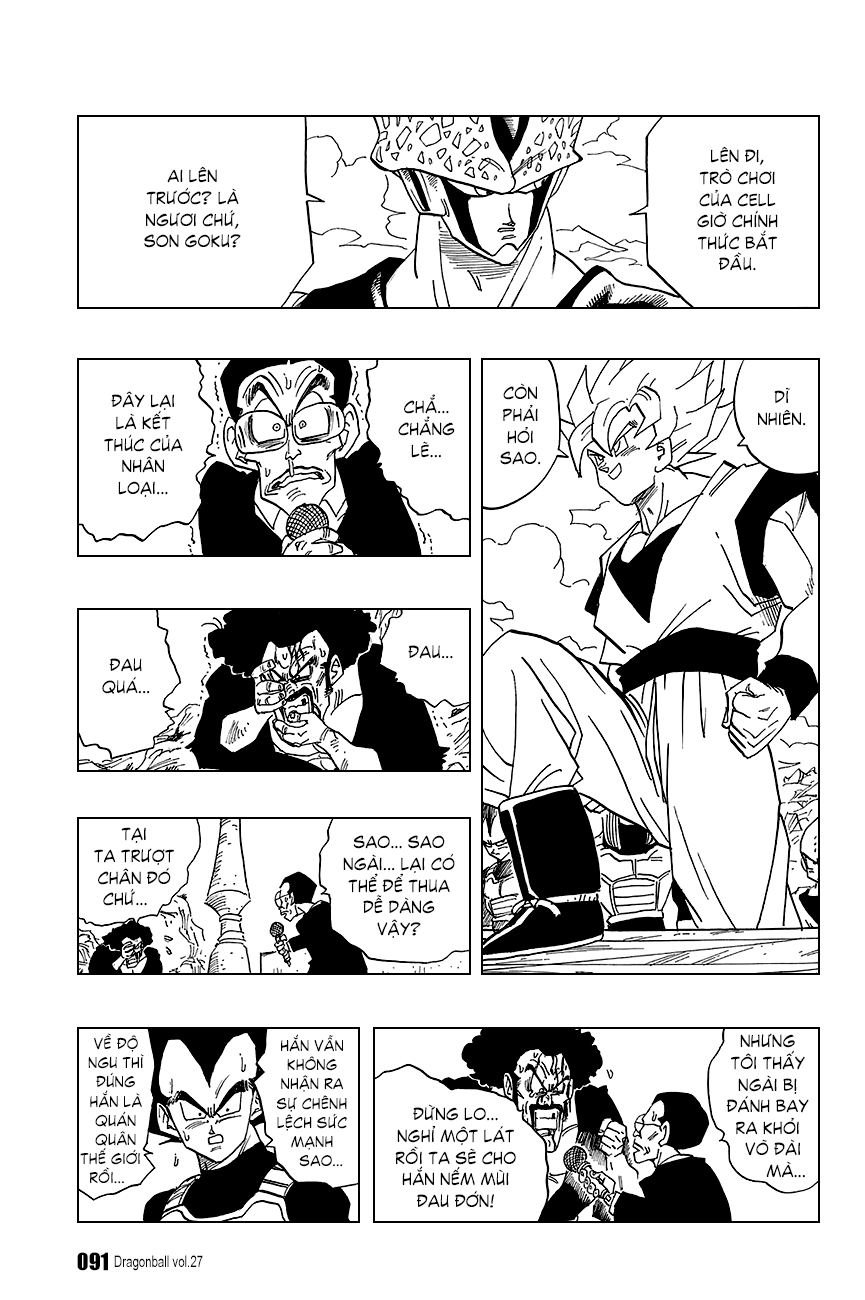 LÊN ĐI,
TRÒ CHƠI
CỦA CELL
GIỜ CHÍNH
THỨC BẮT
ĐẦU.
AI LÊN
TRƯỚC? LÀ
NGƯƠI CHỨ,
SON GOKU?
DĨ
NHIÊN.
CÒN
PHẢI
HỎI
SAO.
CHẲ...
CHẲNG
LẼ...
ĐÂY LẠI
LÀ KẾT
THÚC CỦA
NHÂN
LOẠI...
ĐAU...
ĐAU
QUÁ...
SAO... SAO
NGÀI... LẠI CÓ
THỂ ĐỂ THUA
DỄ DÀNG
VẬY?
TẠI
TA TRƯỢT
CHÂN ĐÓ
CHỨ...
NHƯNG
TÔI THẤY
NGÀI BỊ
ĐÁNH BAY
RA KHỎI
VÕ ĐÀI
MÀ...
ĐỪNG LO...
NGHỈ MỘT LÁT
RỒI TA SẼ CHO
HẮN NẾM MÙI
ĐAU ĐỚN!
HẮN VẪN
KHÔNG
NHẬN RA
SỰ CHÊNH
LỆCH SỨC
MẠNH
SAO...
VỀ ĐỘ
NGU THÌ
ĐÚNG
HẮN LÀ
QUÁN
QUÂN
THẾ GIỚI
RỒI...
091 Dragonball vol.27